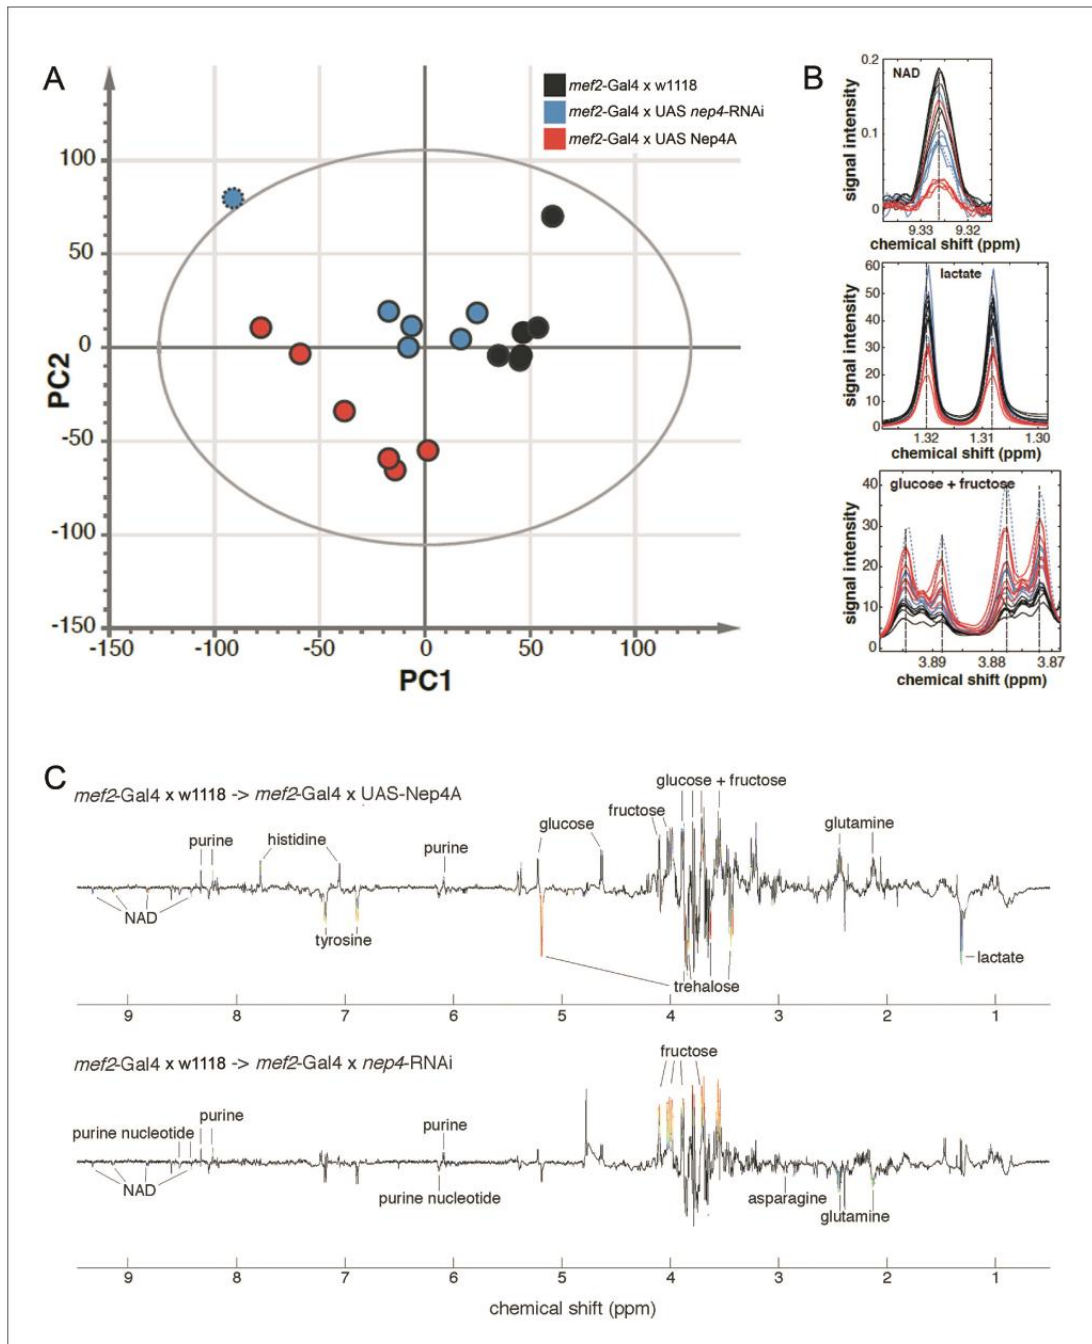 A
mef2-Gal4 x w1118
mef2-Gal4 x UAS nep4-RNAi
mef2-Gal4 x UAS Nep4A
100
50
0
-50
-100
-150
PC2
-150 -100 -50 0 50 100
PC1
B
NAD
0.2
0.1
0
signal intensity
9.33 9.32
chemical shift (ppm)
lactate
60
50
40
30
20
10
0
signal intensity
1.32 1.31 1.30
chemical shift (ppm)
glucose + fructose
40
30
20
10
0
signal intensity
3.89 3.88 3.87
chemical shift (ppm)
C
mef2-Gal4 x w1118 -> mef2-Gal4 x UAS-Nep4A
glucose + fructose
purine histidine purine glucose fructose glutamine
NAD tyrosine trehalose lactate
9 8 7 6 5 4 3 2 1
mef2-Gal4 x w1118 -> mef2-Gal4 x nep4-RNAi
fructose
purine nucleotide purine purine
NAD purine nucleotide asparagine glutamine
9 8 7 6 5 4 3 2 1
chemical shift (ppm)